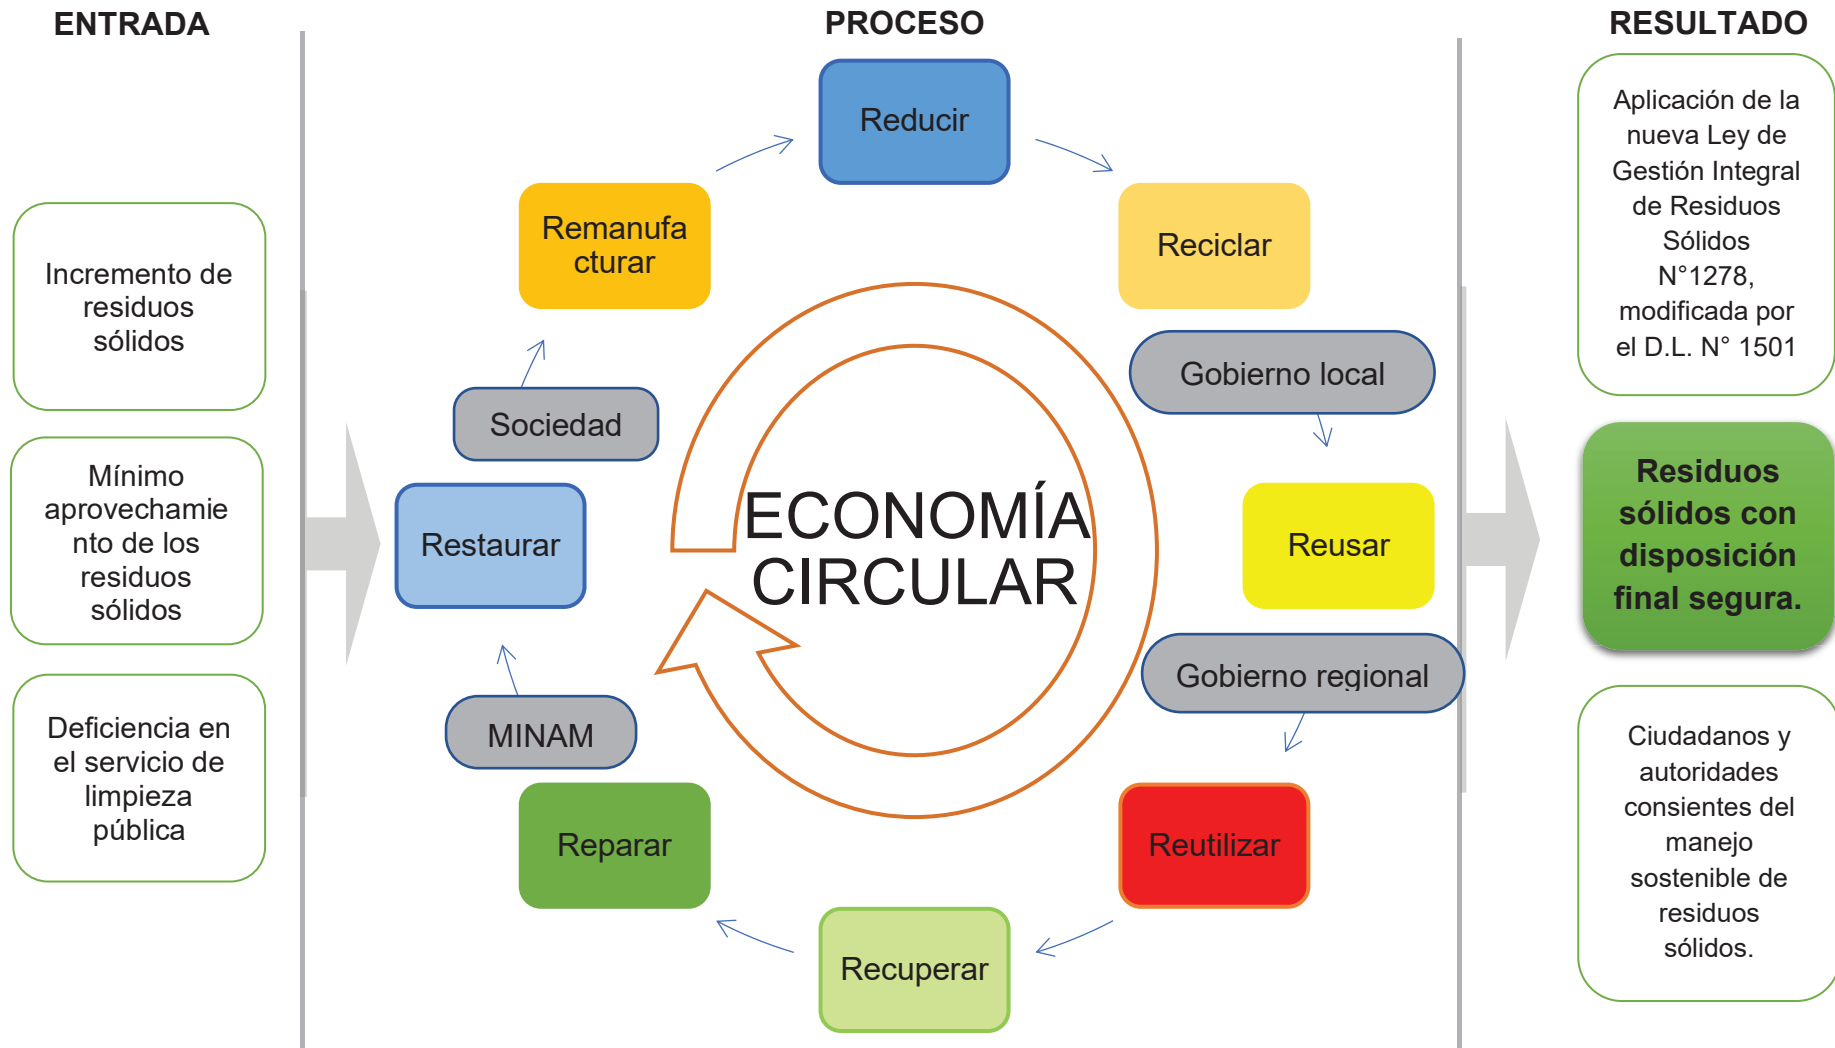 ENTRADA
PROCESO
RESULTADO
Incremento de
residuos
sólidos
Mínimo
aprovechamie
nto de los
residuos
sólidos
Deficiencia en
el servicio de
limpieza
pública
Reducir
Reciclar
Gobierno local
Reusar
Gobierno regional
Reutilizar
Recuperar
Reparar
MINAM
Restaurar
Sociedad
Remanufa
cturar
ECONOMÍA
CIRCULAR
Aplicación de la
nueva Ley de
Gestión Integral
de Residuos
Sólidos
N°1278,
modificada por
el D.L. N° 1501
Residuos
sólidos con
disposición
final segura.
Ciudadanos y
autoridades
consientes del
manejo
sostenible de
residuos
sólidos.